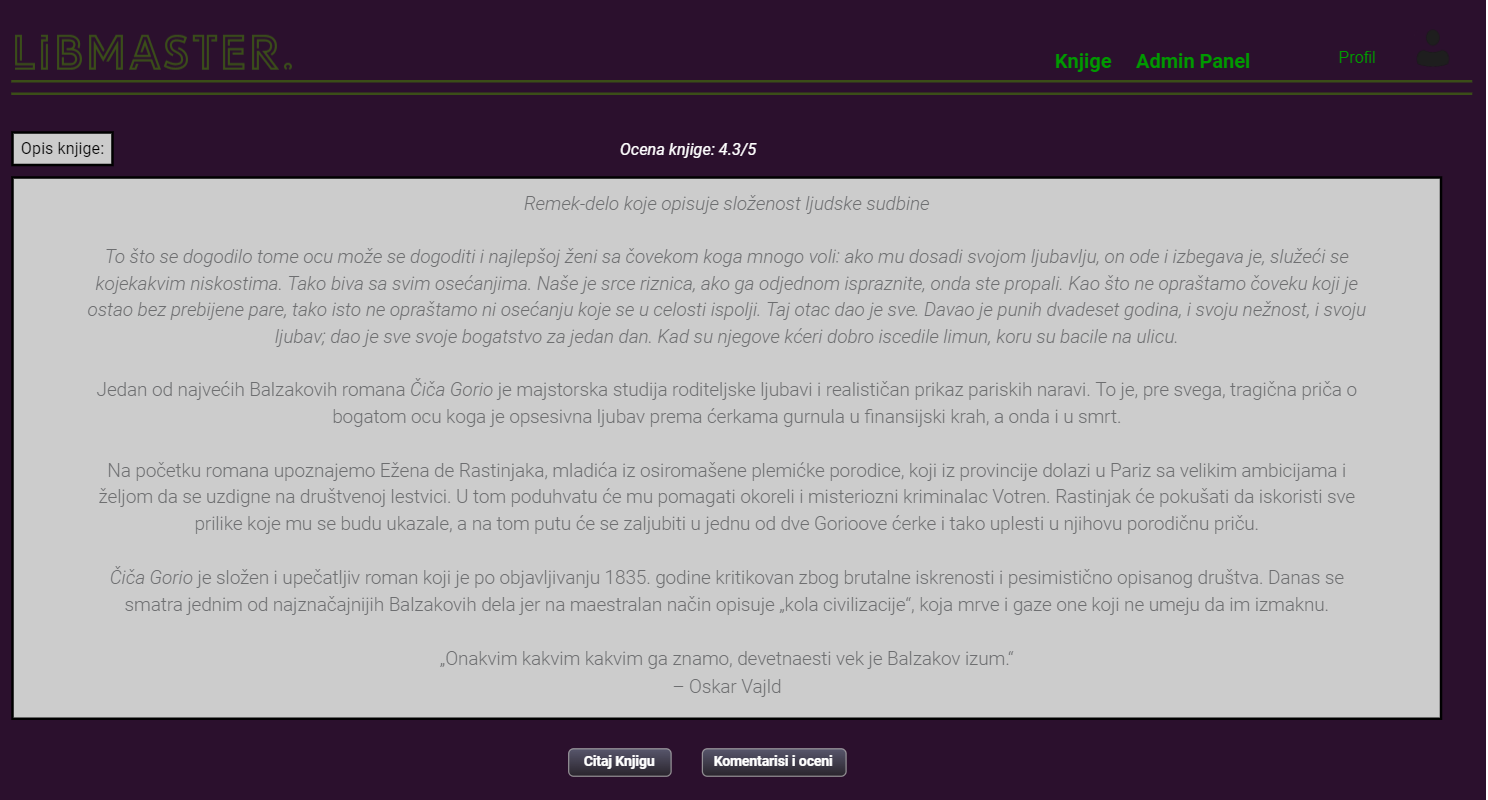 LIBMASTER.
Knjige Admin Panel Profil
Opis knjige:
Ocena knjige: 4.3/5
Remek-delo koje opisuje složenost ljudske sudbine
To što se dogodilo tome ocu može se dogoditi i najlepšoj ženi sa čovekom koga mnogo voli: ako mu dosadi svojom ljubavlju, on ode i izbegava je, služeći se
kojekakvim niskostima. Tako biva sa svim osećanjima. Naše je srce riznica, ako ga odjednom ispraznite, onda ste propali. Kao što ne opraštamo čoveku koji je
ostao bez prebijene pare, tako isto ne opraštamo ni osećanju koje se u celosti ispolji. Taj otac dao je sve. Davao je punih dvadeset godina, i svoju nežnost, i svoju
ljubav; dao je sve svoje bogatstvo za jedan dan. Kad su njegove kćeri dobro iscedile limun, koru su bacile na ulicu.
Jedan od najvećih Balzakovih romana Čiča Gorio je majstorska studija roditeljske ljubavi i realističan prikaz pariskih naravi. To je, pre svega, tragična priča o
bogatom ocu koga je opsesivna ljubav prema ćerkama gurnula u finansijski krah, a onda i u smrt.
Na početku romana upoznajemo Ežena de Rastinjaka, mladića iz osiromašene plemićke porodice, koji iz provincije dolazi u Pariz sa velikim ambicijama i
željom da se uzdigne na društvenoj lestvici. U tom poduhvatu će mu pomagati okoreli i misteriozni kriminalac Votren. Rastinjak će pokušati da iskoristi sve
prilike koje mu se budu ukazale, a na tom putu će se zaljubiti u jednu od dve Gorioove ćerke i tako uplesti u njihovu porodičnu priču.
Čiča Gorio je složen i upečatljiv roman koji je po objavljivanju 1835. godine kritikovan zbog brutalne iskrenosti i pesimistično opisanog društva. Danas se
smatra jednim od najznačajnijih Balzakovih dela jer na maestralan način opisuje „kola civilizacije“, koja mrve i gaze one koji ne umeju da im izmaknu.
„Onakvim kakvim kakvim ga znamo, devetnaesti vek je Balzakov izum.“
– Oskar Vajld
Citaj Knjigu Komentarisi i oceni